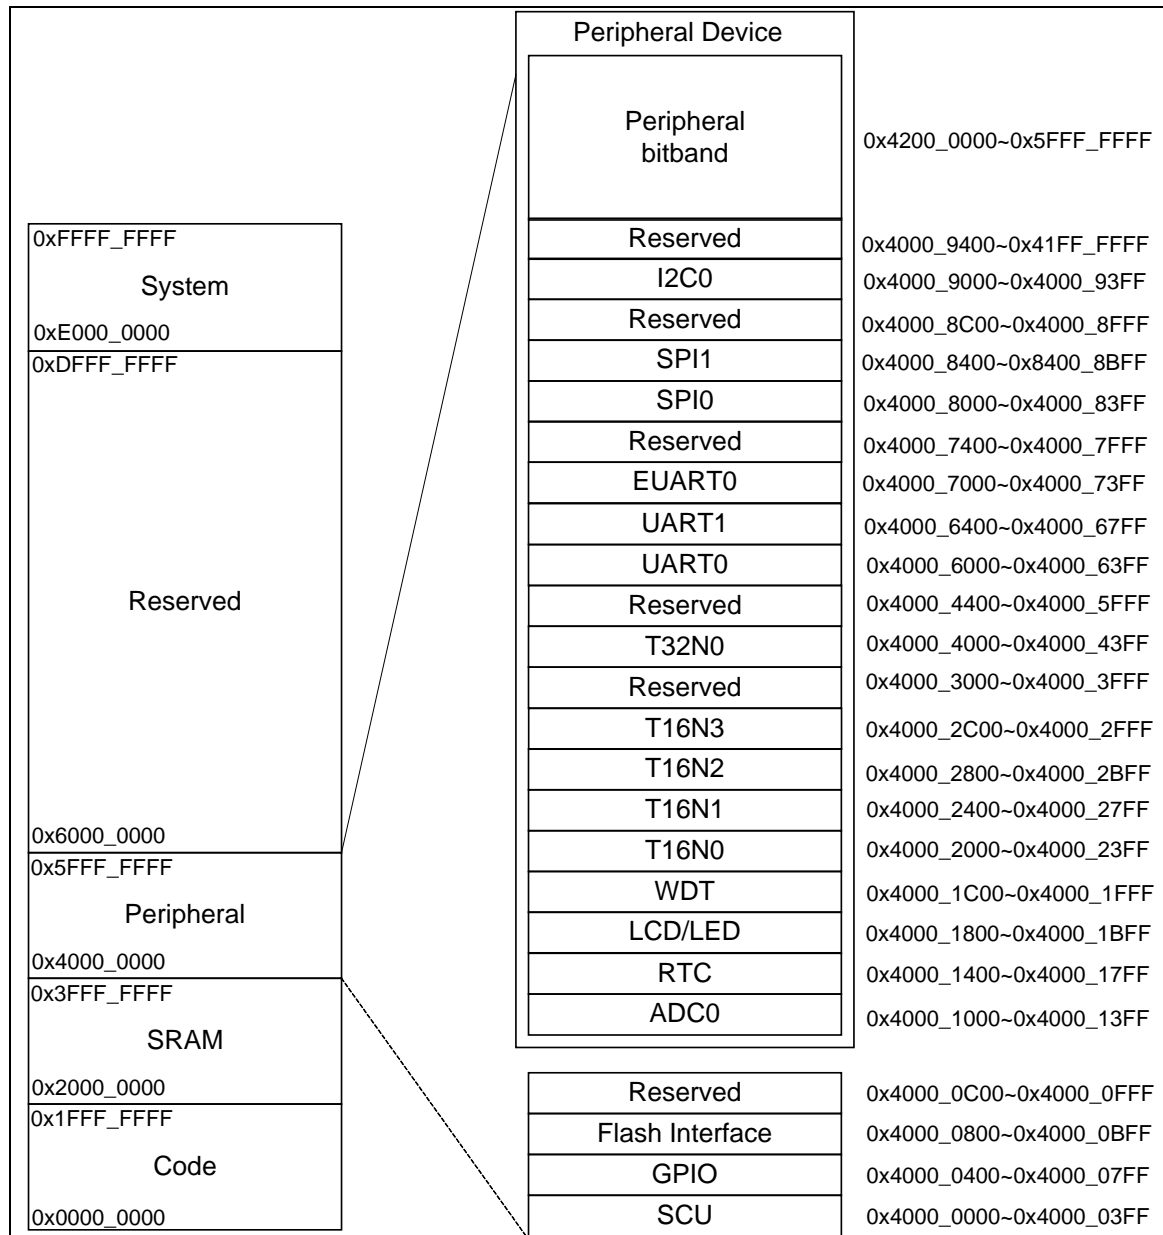 Peripheral Device
Peripheral
bitband
0x4200_0000~0x5FFF_FFFF
Reserved
0x4000_9400~0x41FF_FFFF
I2C0
0x4000_9000~0x4000_93FF
Reserved
0x4000_8C00~0x4000_8FFF
SPI1
0x4000_8400~0x8400_8BFF
SPI0
0x4000_8000~0x4000_83FF
Reserved
0x4000_7400~0x4000_7FFF
EUART0
0x4000_7000~0x4000_73FF
UART1
0x4000_6400~0x4000_67FF
UART0
0x4000_6000~0x4000_63FF
Reserved
0x4000_4400~0x4000_5FFF
T32N0
0x4000_4000~0x4000_43FF
Reserved
0x4000_3000~0x4000_3FFF
T16N3
0x4000_2C00~0x4000_2FFF
T16N2
0x4000_2800~0x4000_2BFF
T16N1
0x4000_2400~0x4000_27FF
T16N0
0x4000_2000~0x4000_23FF
WDT
0x4000_1C00~0x4000_1FFF
LCD/LED
0x4000_1800~0x4000_1BFF
RTC
0x4000_1400~0x4000_17FF
ADC0
0x4000_1000~0x4000_13FF
Reserved
0x4000_0C00~0x4000_0FFF
Flash Interface
0x4000_0800~0x4000_0BFF
GPIO
0x4000_0400~0x4000_07FF
SCU
0x4000_0000~0x4000_03FF
0xFFFF_FFFF
System
0xE000_0000
0xDFFF_FFFF
Reserved
0x6000_0000
0x5FFF_FFFF
Peripheral
0x4000_0000
0x3FFF_FFFF
SRAM
0x2000_0000
0x1FFF_FFFF
Code
0x0000_0000